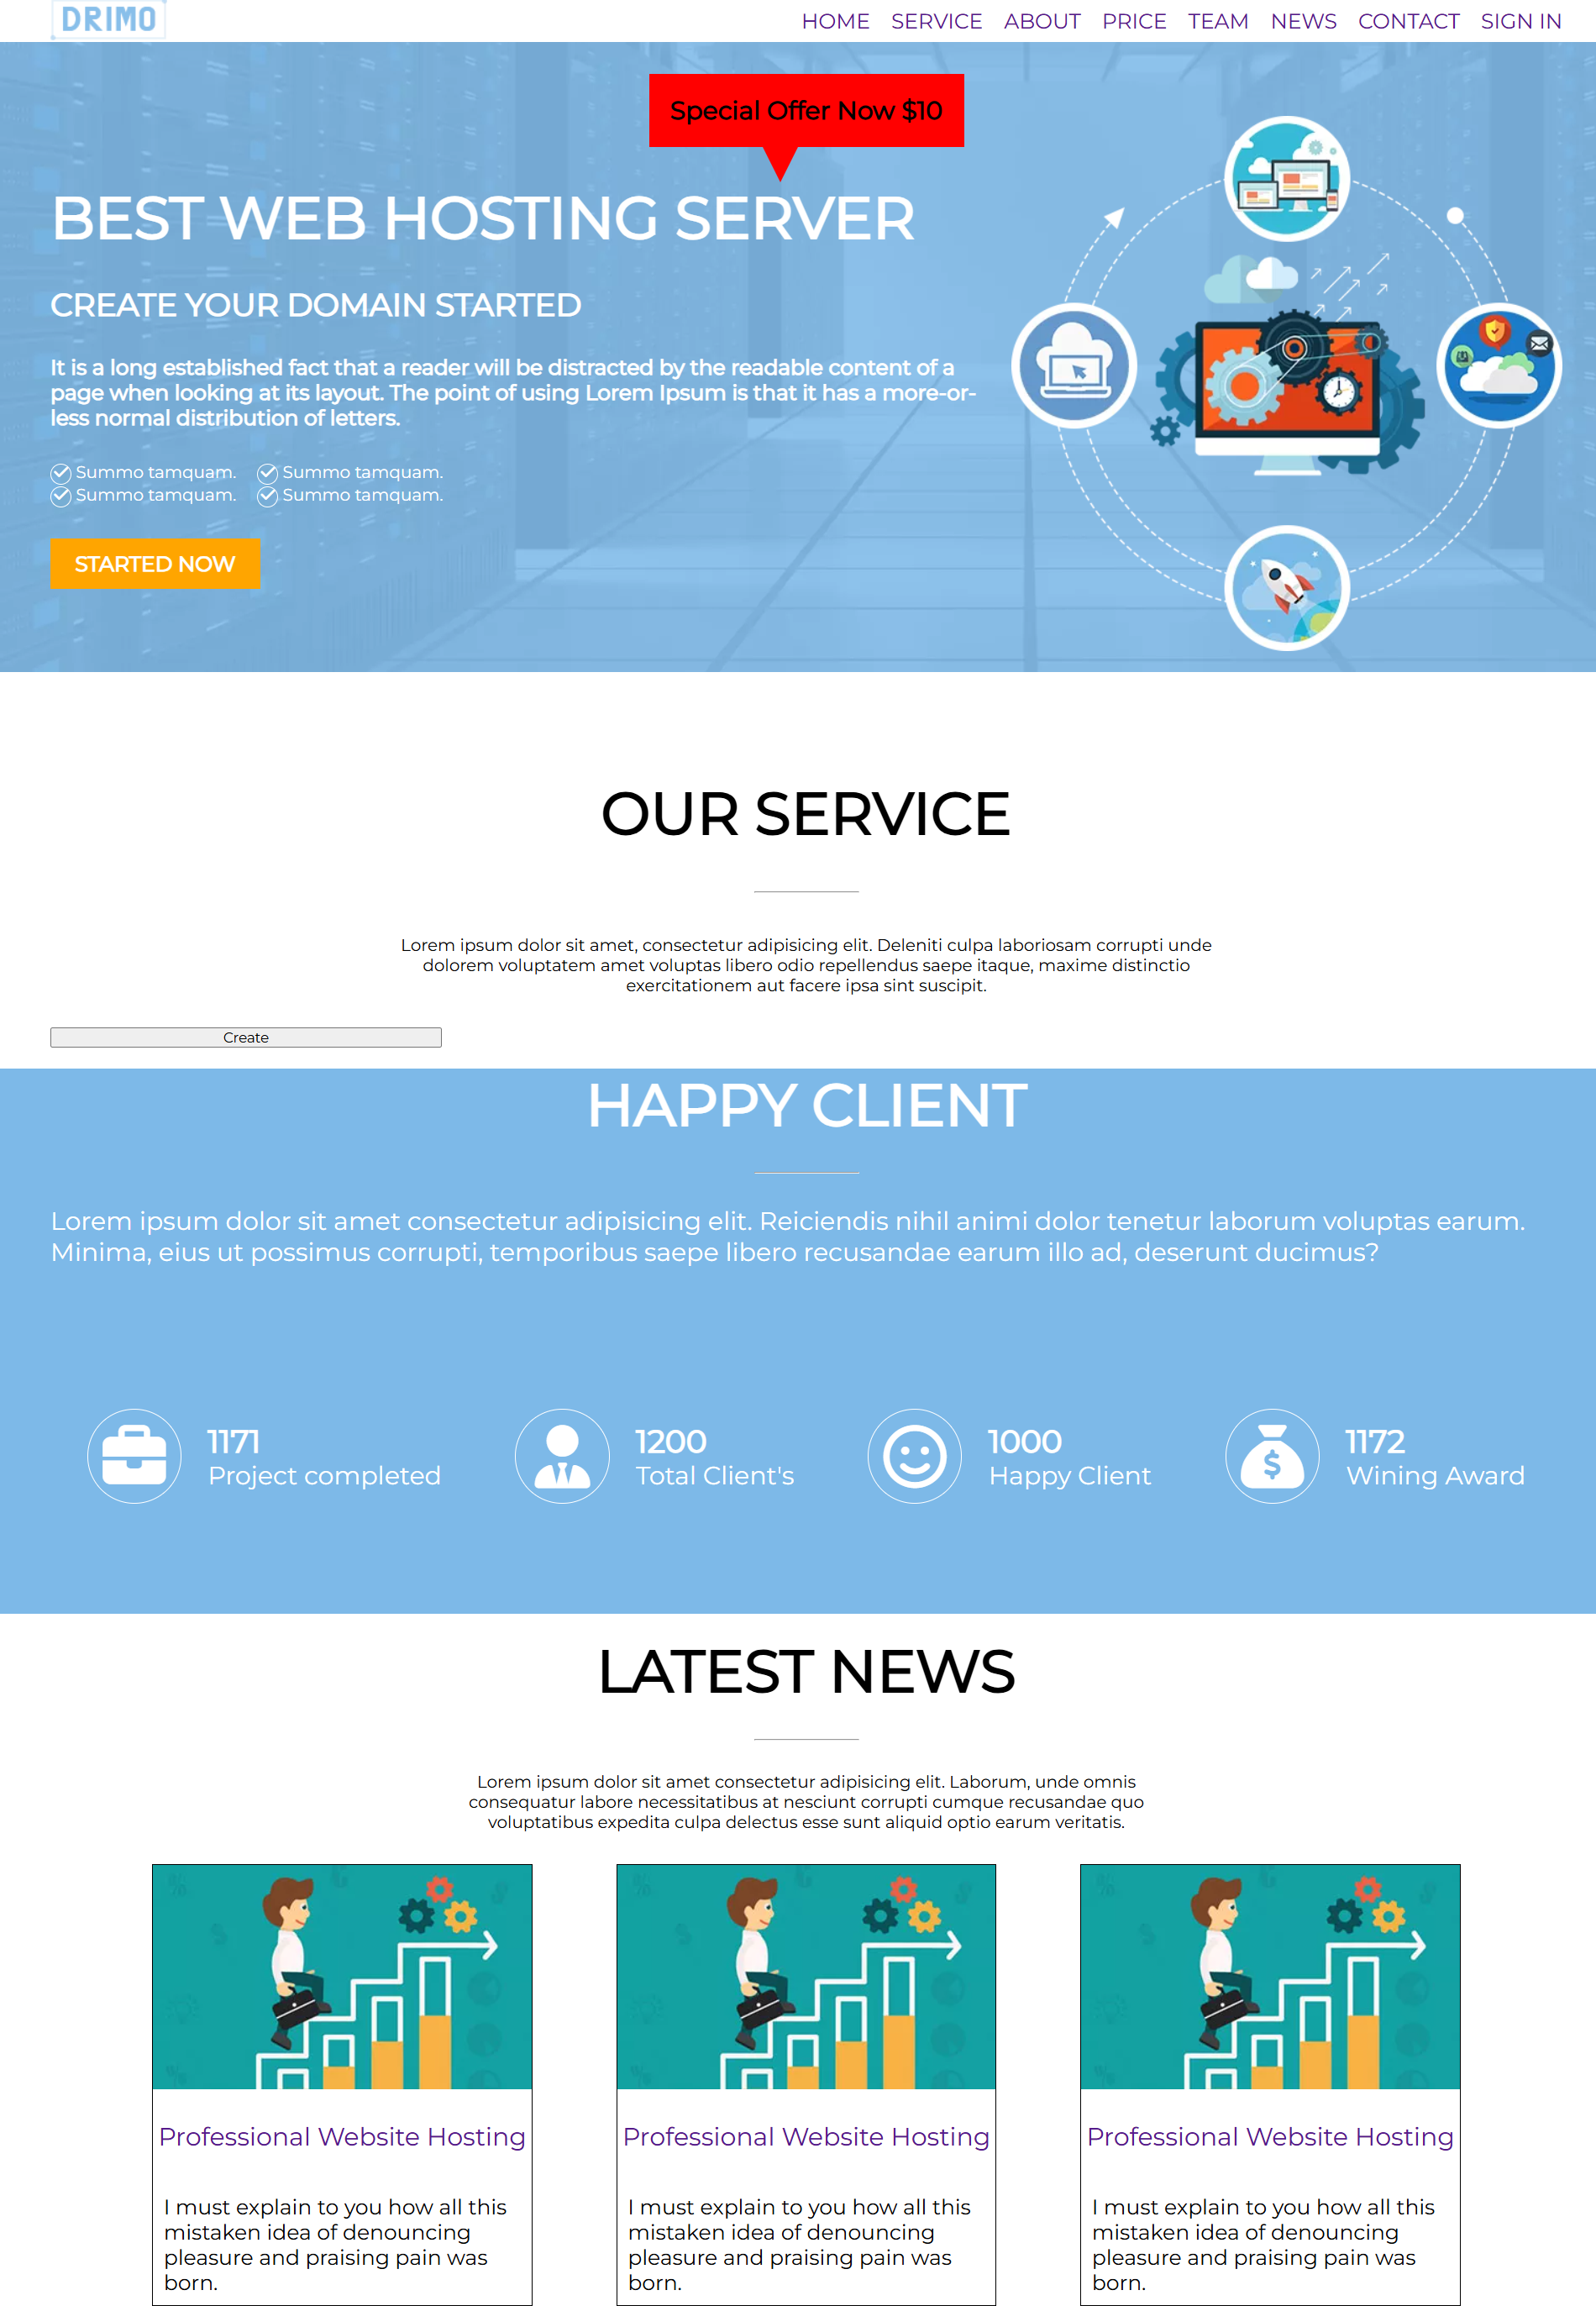 DRIMO
HOME SERVICE ABOUT PRICE TEAM NEWS CONTACT SIGN IN
Special Offer Now $10
BEST WEB HOSTING SERVER
CREATE YOUR DOMAIN STARTED
It is a long established fact that a reader will be distracted by the readable content of a
page when looking at its layout. The point of using Lorem Ipsum is that it has a more-or-
less normal distribution of letters.
Summo tamquam. Summo tamquam.
Summo tamquam. Summo tamquam.
STARTED NOW
OUR SERVICE
Lorem ipsum dolor sit amet, consectetur adipisicing elit. Deleniti culpa laboriosam corrupti unde
dolorem voluptatem amet voluptas libero odio repellendus saepe itaque, maxime distinctio
exercitationem aut facere ipsa sint suscipit.
Create
HAPPY CLIENT
Lorem ipsum dolor sit amet consectetur adipisicing elit. Reiciendis nihil animi dolor tenetur laborum voluptas earum.
Minima, eius ut possimus corrupti, temporibus saepe libero recusandae earum illo ad, deserunt ducimus?
1171
Project completed
1200
Total Client's
1000
Happy Client
$
1172
Wining Award
LATEST NEWS
Lorem ipsum dolor sit amet consectetur adipisicing elit. Laborum, unde omnis
consequatur labore necessitatibus at nesciunt corrupti cumque recusandae quo
voluptatibus expedita culpa delectus esse sunt aliquid optio earum veritatis.
Professional Website Hosting
I must explain to you how all this
mistaken idea of denouncing
pleasure and praising pain was
born.
Professional Website Hosting
I must explain to you how all this
mistaken idea of denouncing
pleasure and praising pain was
born.
Professional Website Hosting
I must explain to you how all this
mistaken idea of denouncing
pleasure and praising pain was
born.